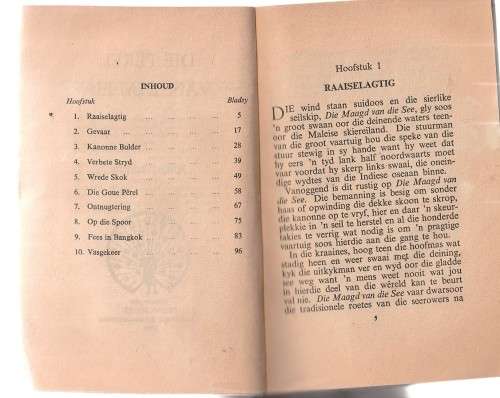 INHOUD
Hoofstuk Bladsy
1. Raaiselagtig 5
2. Gevaar 17
3. Kanonne Bulder 28
4. Verbete Stryd 39
5. Wrede Skok 49
6. Die Goue Pêrel 58
7. Ontnugtering 67
8. Op die Spoor 75
9. Fees in Bangkok 83
10. Vasgekeer 96
Hoofstuk 1
RAAISELAGTIG
DIE wind staan suidoos en die sierlike
seilskip, Die Maagd van die See, gly soos
'n groot swaan oor die deinende waters teen-
oor die Maleise skiereiland. Die stuurman
van die groot vaartuig hou die speke van die
stuur stewig in sy hande want hy weet dat
hy eers 'n tyd lank half noordwaarts moet
vaar voordat hy skerp links swaai, die onein-
dige wydtes van die Indiese oseaan binne.
Vanoggend is dit rustig op Die Maagd van
die See. Die bemanning is besig om sonder
haas of opwinding die dekke skoon te skrop,
die kanonne op te vryf, hier en daar 'n skeur-
plekkie in 'n seil te herstel en al die honderde
takies te verrig wat nodig is om 'n pragtige
vaartuig soos hierdie aan die gang te hou.
In die kraaines, hoog teen die hoofmas wat
stadig heen en weer swaai met die deining,
kyk die uitkykman ver en wyd oor die gladde
see weg want 'n mens weet nooit wat jou
in hierdie deel van die wêreld kan te beurt
val nie. Die Maagd van die See vaar dwarsoor
die tradisionele roetes van die seerowers na